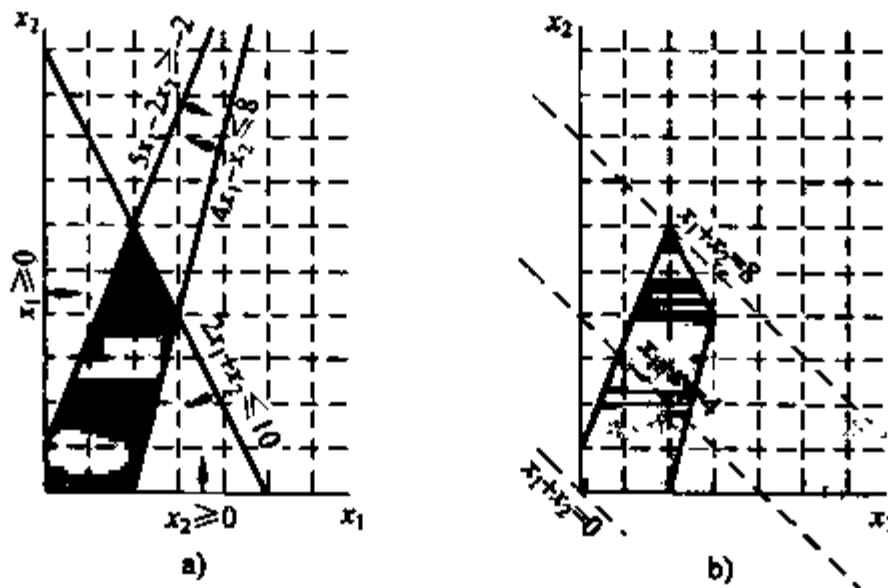 x₂
5x₁-2x₂ ≥ -2
4x₁-x₂ ≤ 8
x₁ ≥ 0
2x₁+x₂ ≤ 10
x₂ ≥ 0
x₁
a)
x₂
x₁+x₂=8
x₁+x₂=0
b)